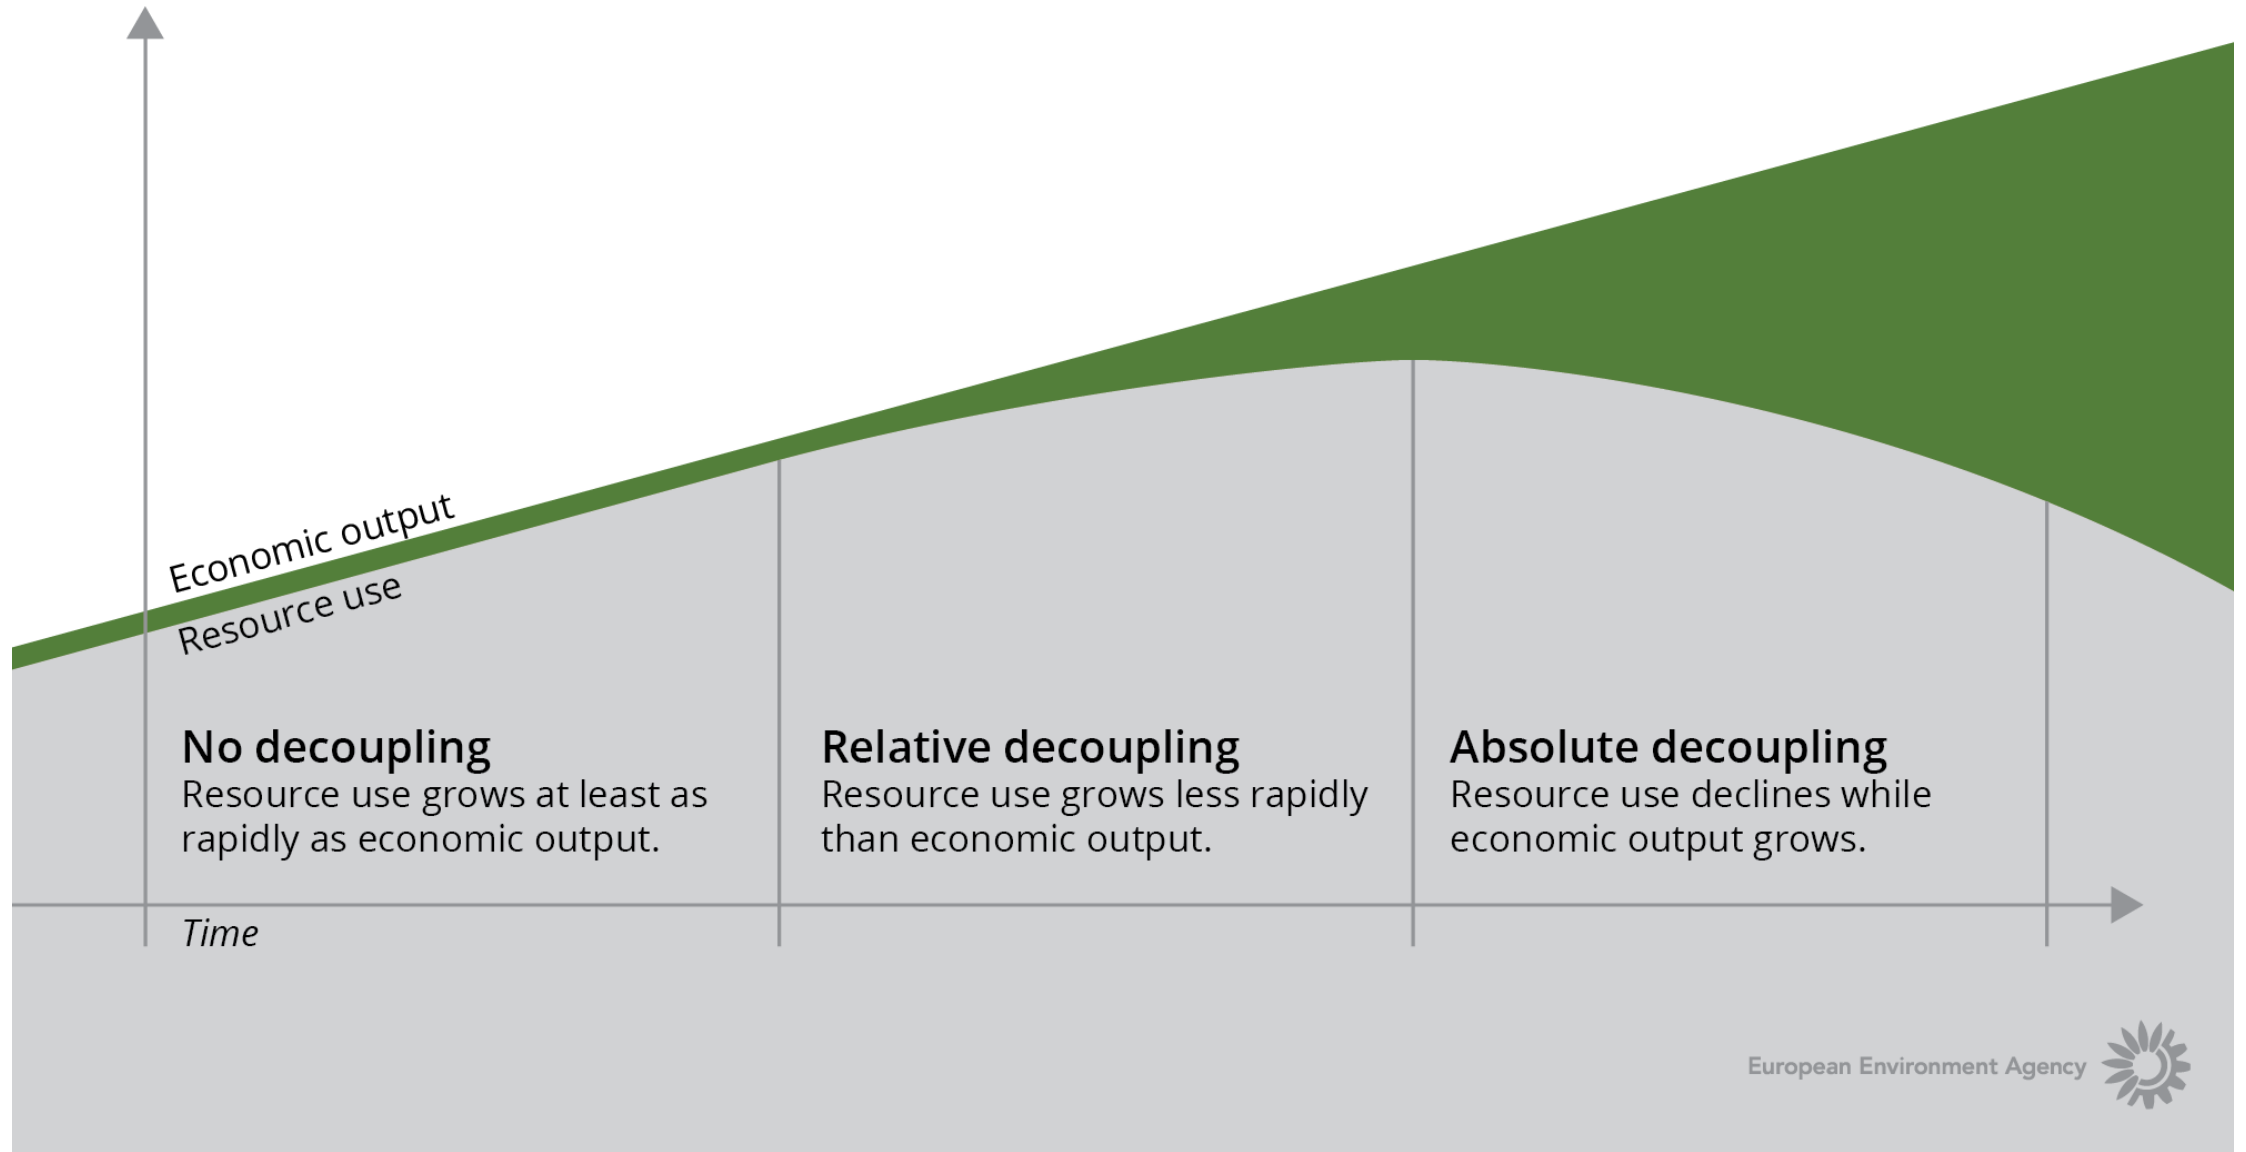 Economic output
Resource use
No decoupling
Resource use grows at least as
rapidly as economic output.
Relative decoupling
Resource use grows less rapidly
than economic output.
Absolute decoupling
Resource use declines while
economic output grows.
Time
European Environment Agency